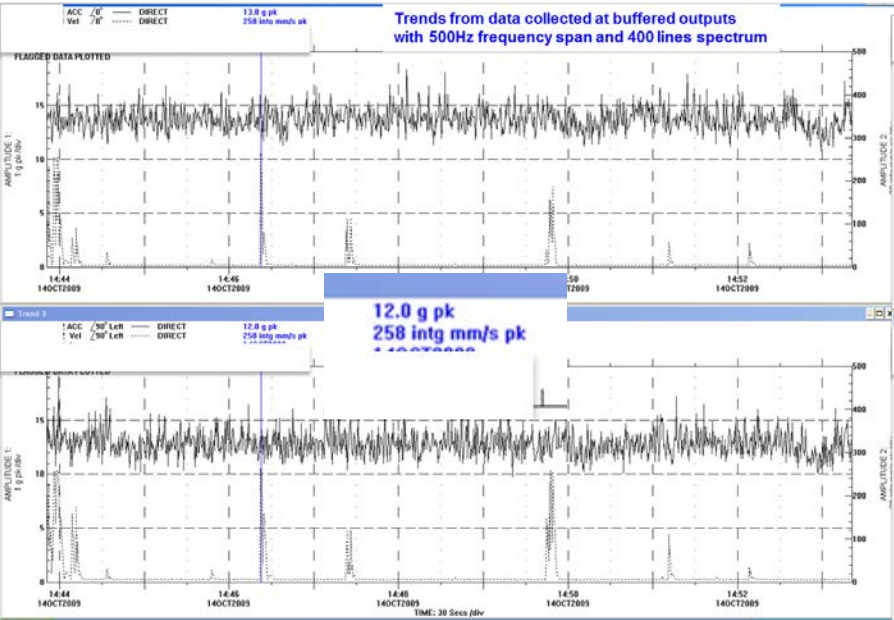 ACC /0° — DIRECT 13.0 g pk
Vel /0° ······ DIRECT 258 intg mm/s pk
Trends from data collected at buffered outputs
with 500Hz frequency span and 400 lines spectrum
FLAGGED DATA PLOTTED
AMPLITUDE 1:
1 g pk/div
15
10
5
0
500
400
300
200
100
0
AMPLITUDE 2:
14:44
14OCT2009
14:46
14OCT2009
:50
OCT2009
14:52
14OCT2009
12.0 g pk
258 intg mm/s pk
Trend 3
ACC /90° Left — DIRECT 12.0 g pk
Vel /90° Left ······ DIRECT 258 intg mm/s pk
FLAGGED DATA PLOTTED
AMPLITUDE 1:
1 g pk/div
15
10
5
0
500
400
300
200
100
0
AMPLITUDE 2:
14:44
14OCT2009
14:46
14OCT2009
14:48
14OCT2009
14:50
14OCT2009
14:52
14OCT2009
TIME: 30 Secs /div